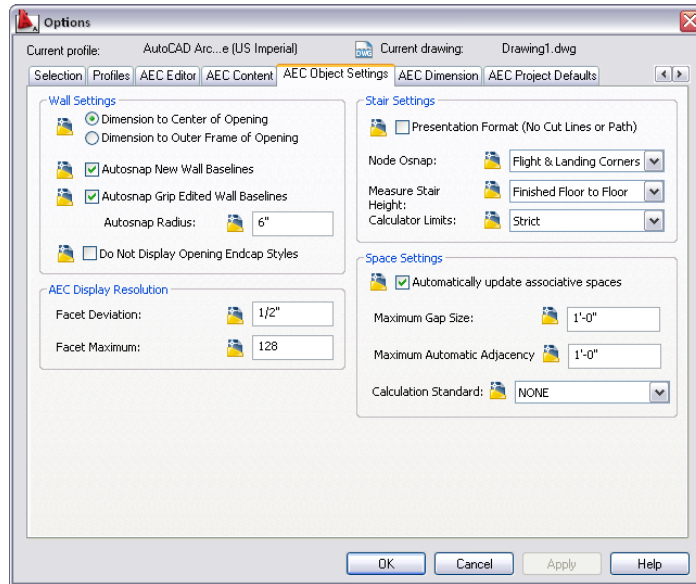 Options
Current profile: AutoCAD Arc...e (US Imperial) DWG Current drawing: Drawing1.dwg
Selection Profiles AEC Editor AEC Content AEC Object Settings AEC Dimension AEC Project Defaults
Wall Settings
Dimension to Center of Opening
Dimension to Outer Frame of Opening
Autosnap New Wall Baselines
Autosnap Grip Edited Wall Baselines
Autosnap Radius: 6"
Do Not Display Opening Endcap Styles
AEC Display Resolution
Facet Deviation: 1/2"
Facet Maximum: 128
Stair Settings
Presentation Format (No Cut Lines or Path)
Node Osnap: Flight & Landing Corners
Measure Stair
Height: Finished Floor to Floor
Calculator Limits: Strict
Space Settings
Automatically update associative spaces
Maximum Gap Size: 1'-0"
Maximum Automatic Adjacency 1'-0"
Calculation Standard: NONE
OK Cancel Apply Help